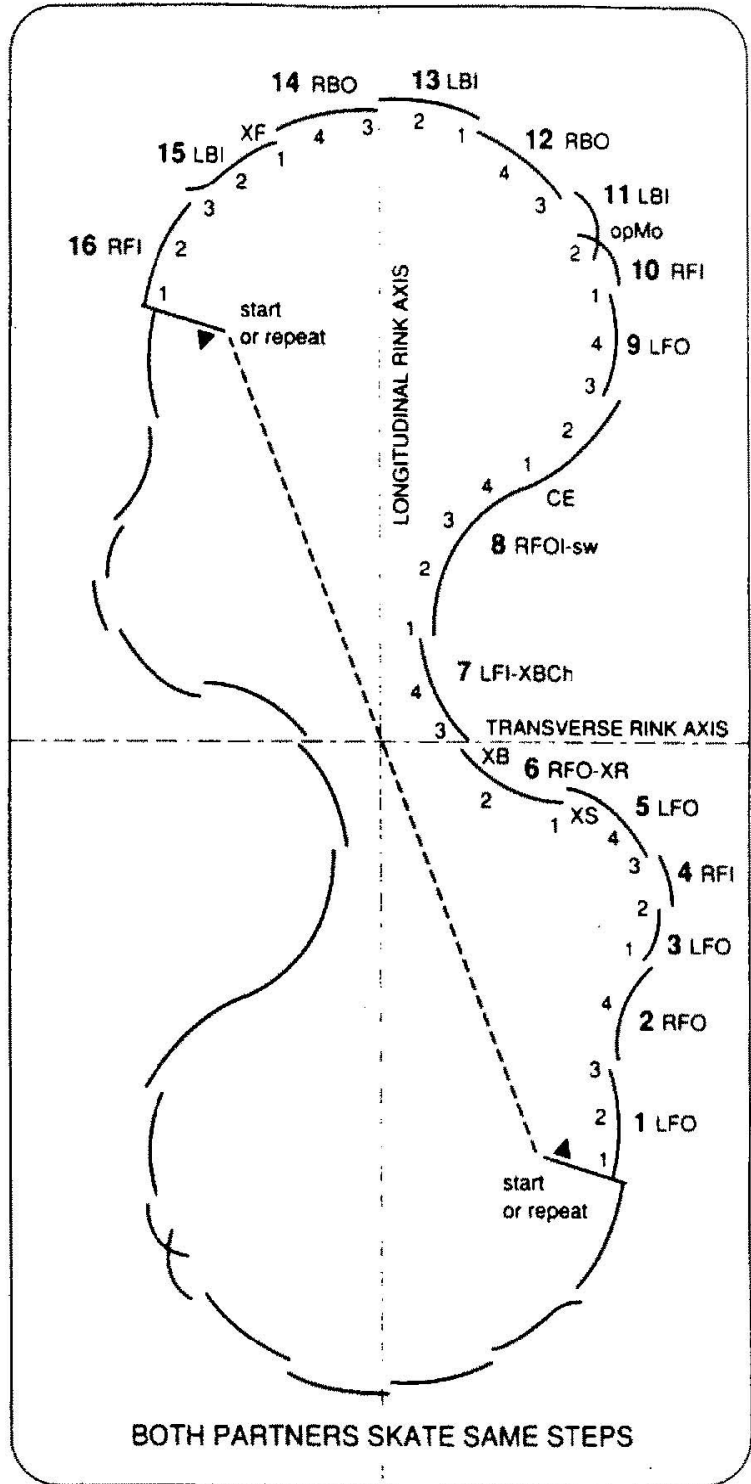 14 RBO
13 LBI
XF
15 LBI
12 RBO
1 4 3 2 1
4
3
2
3
11 LBI
opMo
2
16 RFI
2
1
10 RFI
1
start
or repeat
LONGITUDINAL RINK AXIS
4
9 LFO
3
2
1
CE
4
3
8 RFOI-sw
2
1
7 LFI-XBCh
4
3
TRANSVERSE RINK AXIS
XB
6 RFO-XR
2
1
XS
5 LFO
4
3
4 RFI
2
1
3 LFO
4
2 RFO
3
2
1 LFO
1
start
or repeat
BOTH PARTNERS SKATE SAME STEPS